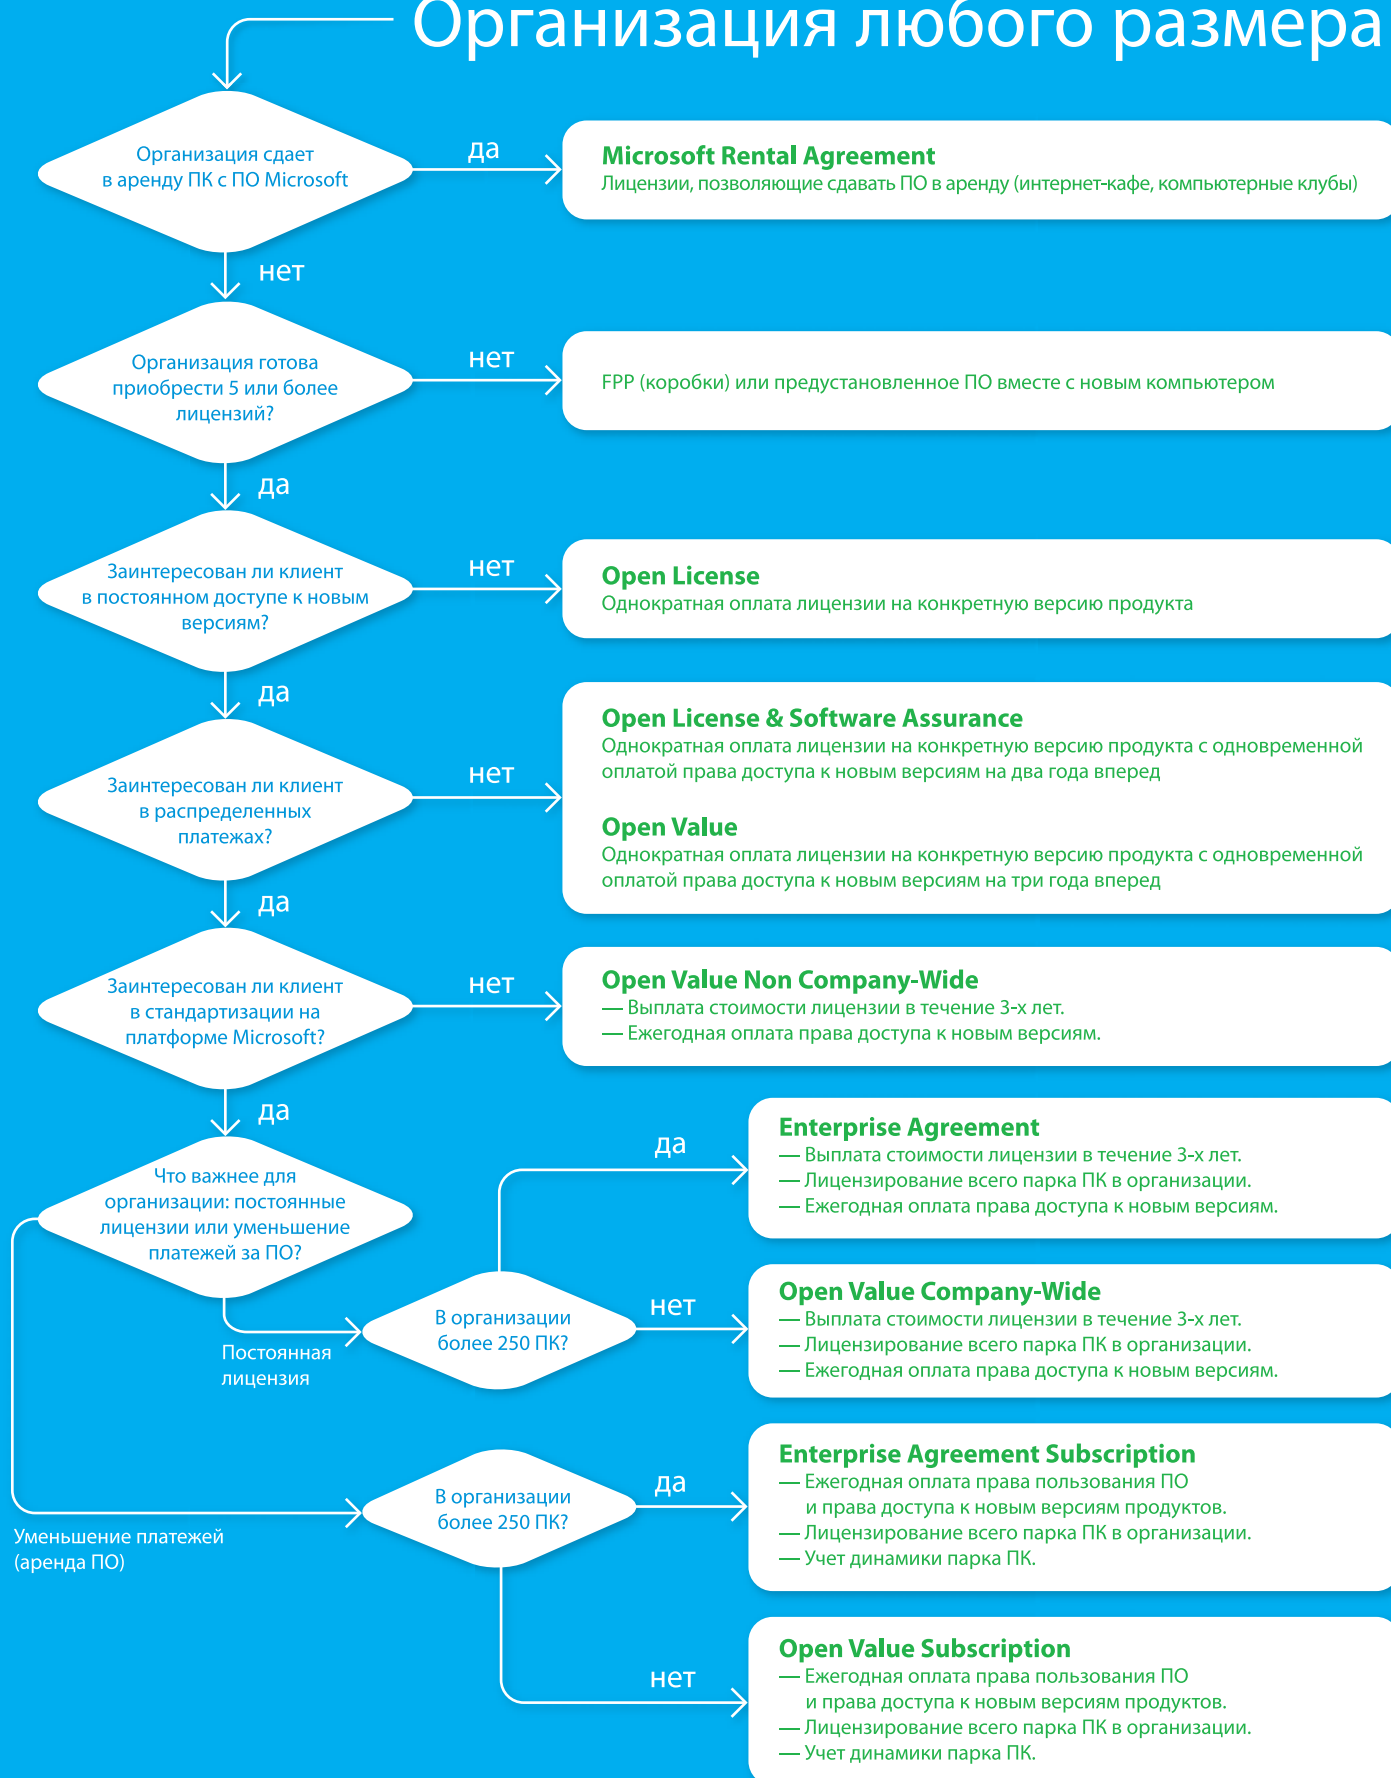 Организация любого размера
Организация сдает
в аренду ПК с ПО Microsoft
да
Microsoft Rental Agreement
Лицензии, позволяющие сдавать ПО в аренду (интернет-кафе, компьютерные клубы)
нет
Организация готова
приобрести 5 или более
лицензий?
нет
FPP (коробки) или предустановленное ПО вместе с новым компьютером
да
Заинтересован ли клиент
в постоянном доступе к новым
версиям?
нет
Open License
Однократная оплата лицензии на конкретную версию продукта
да
Заинтересован ли клиент
в распределенных
платежах?
нет
Open License & Software Assurance
Однократная оплата лицензии на конкретную версию продукта с одновременной
оплатой права доступа к новым версиям на два года вперед
Open Value
Однократная оплата лицензии на конкретную версию продукта с одновременной
оплатой права доступа к новым версиям на три года вперед
да
Заинтересован ли клиент
в стандартизации на
платформе Microsoft?
нет
Open Value Non Company-Wide
— Выплата стоимости лицензии в течение 3-х лет.
— Ежегодная оплата права доступа к новым версиям.
да
Что важнее для
организации: постоянные
лицензии или уменьшение
платежей за ПО?
Постоянная
лицензия
В организации
более 250 ПК?
да
Enterprise Agreement
— Выплата стоимости лицензии в течение 3-х лет.
— Лицензирование всего парка ПК в организации.
— Ежегодная оплата права доступа к новым версиям.
нет
Open Value Company-Wide
— Выплата стоимости лицензии в течение 3-х лет.
— Лицензирование всего парка ПК в организации.
— Ежегодная оплата права доступа к новым версиям.
Уменьшение платежей
(аренда ПО)
В организации
более 250 ПК?
да
Enterprise Agreement Subscription
— Ежегодная оплата права пользования ПО
и права доступа к новым версиям продуктов.
— Лицензирование всего парка ПК в организации.
— Учет динамики парка ПК.
нет
Open Value Subscription
— Ежегодная оплата права пользования ПО
и права доступа к новым версиям продуктов.
— Лицензирование всего парка ПК в организации.
— Учет динамики парка ПК.